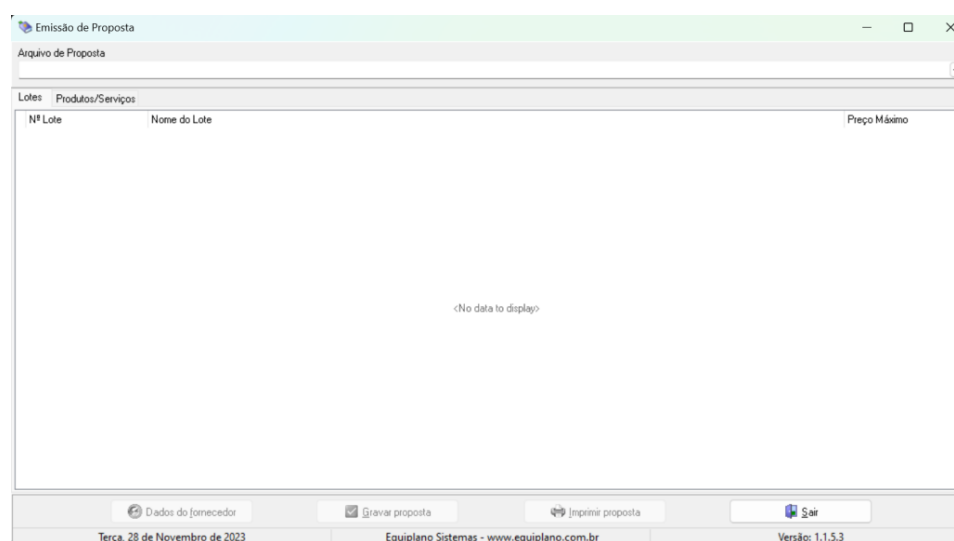 Emissão de Proposta
Arquivo de Proposta
Lotes Produtos/Serviços
Nº Lote Nome do Lote Preço Máximo
<No data to display>
Dados do fornecedor Gravar proposta Imprimir proposta Sair
Terça, 28 de Novembro de 2023 Equiplano Sistemas - www.equiplano.com.br Versão: 1.1.5.3